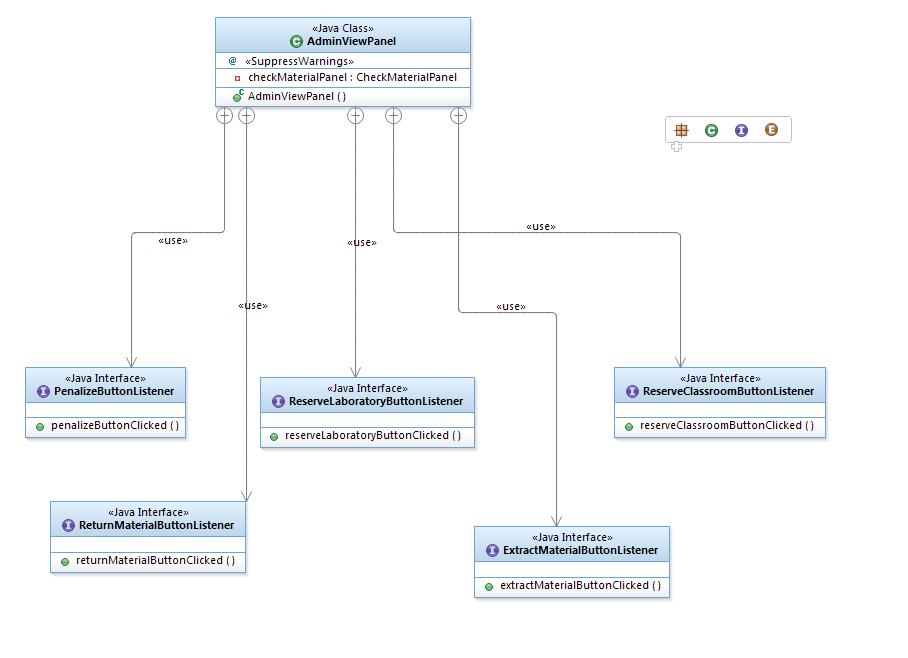 «Java Class»
C AdminViewPanel
@ «SuppressWarnings»
checkMaterialPanel : CheckMaterialPanel
C AdminViewPanel ( )
C I E
«use»
«use»
«use»
«use»
«use»
«Java Interface»
I PenalizeButtonListener
penalizeButtonClicked ( )
«Java Interface»
I ReserveLaboratoryButtonListener
reserveLaboratoryButtonClicked ( )
«Java Interface»
I ReserveClassroomButtonListener
reserveClassroomButtonClicked ( )
«Java Interface»
I ReturnMaterialButtonListener
returnMaterialButtonClicked ( )
«Java Interface»
I ExtractMaterialButtonListener
extractMaterialButtonClicked ( )